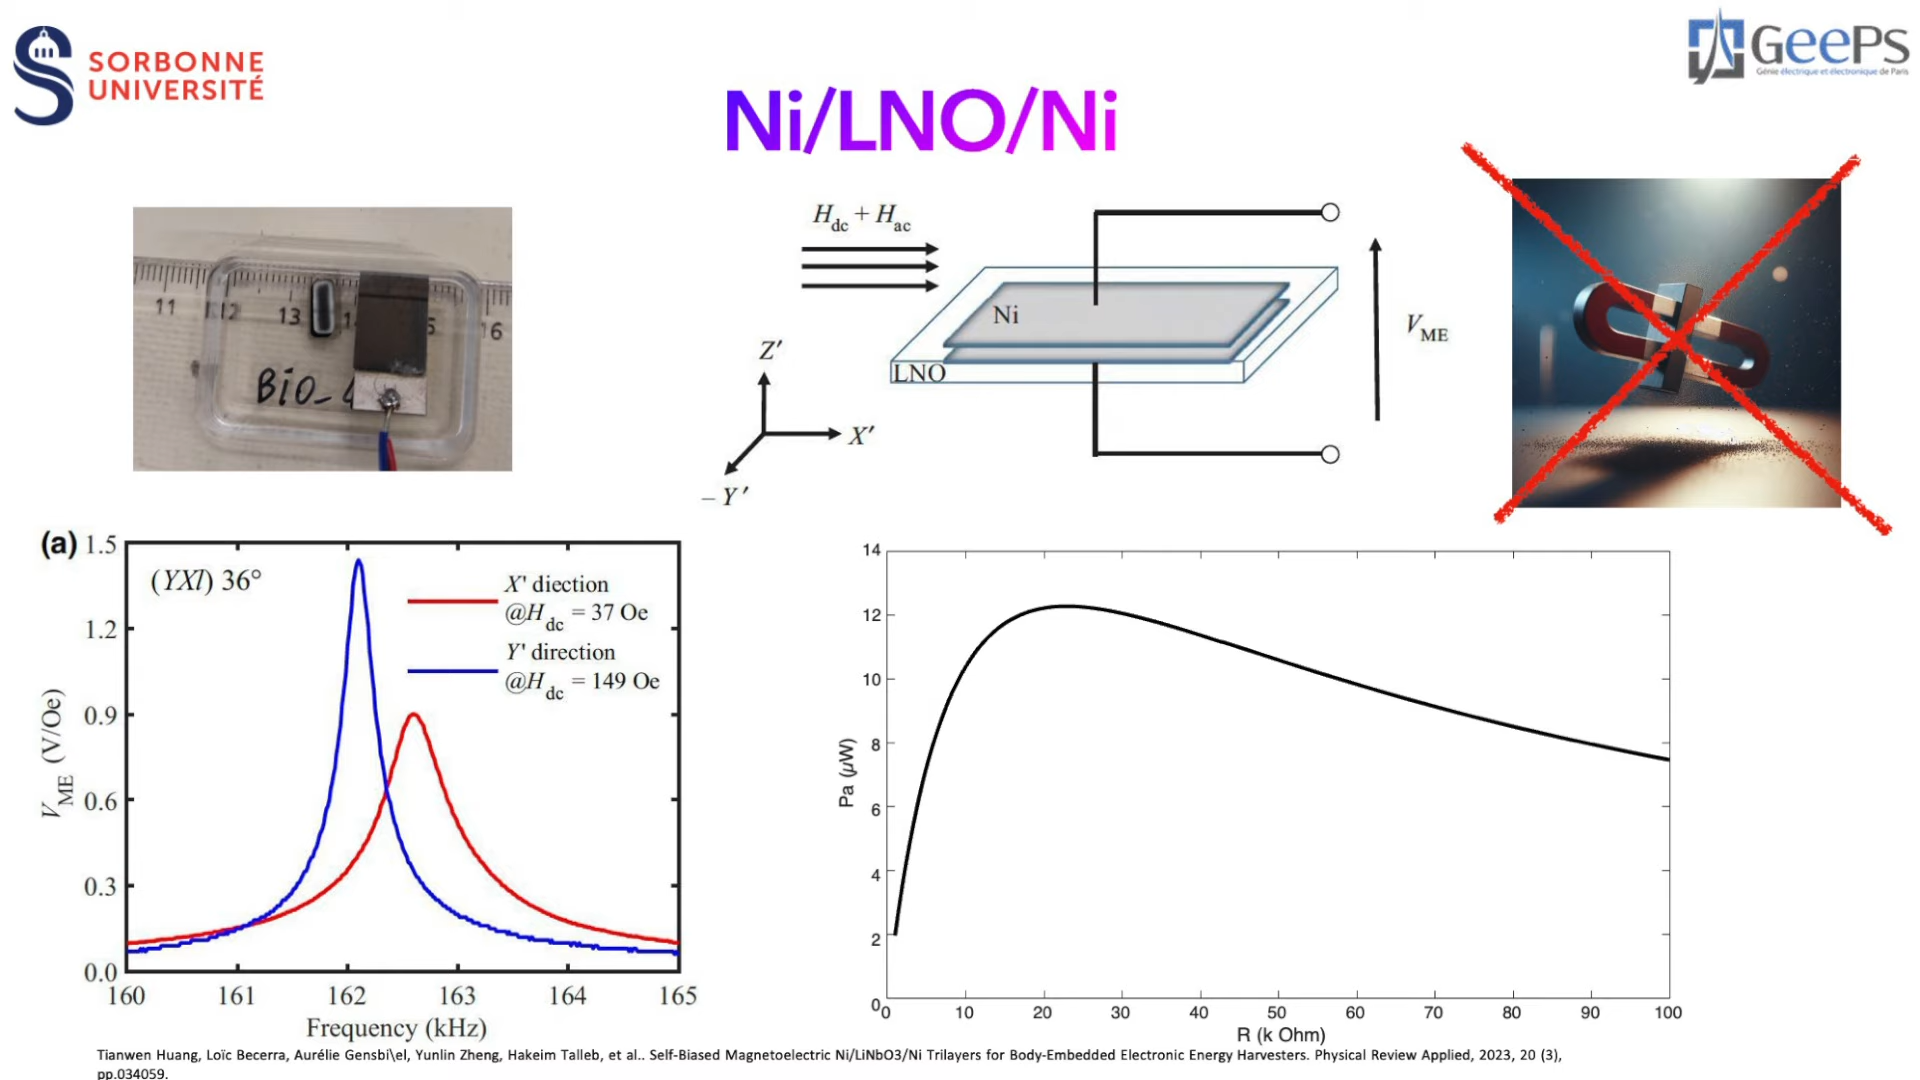 SORBONNE
UNIVERSITÉ
GeePs
Génie électrique et électronique de Paris
Ni/LNO/Ni
11 12 13 16
BiO_
Hdc + Hac
Ni
LNO
VME
Z'
X'
– Y'
(a)
(YXl) 36°
X' diection
@Hdc = 37 Oe
Y' direction
@Hdc = 149 Oe
VME (V/Oe)
1.5
1.2
0.9
0.6
0.3
0.0
160 161 162 163 164 165
Frequency (kHz)
Pa (µW)
14
12
10
8
6
4
2
0
0 10 20 30 40 50 60 70 80 90 100
R (k Ohm)
Tianwen Huang, Loïc Becerra, Aurélie Gensbi\el, Yunlin Zheng, Hakeim Talleb, et al.. Self-Biased Magnetoelectric Ni/LiNbO3/Ni Trilayers for Body-Embedded Electronic Energy Harvesters. Physical Review Applied, 2023, 20 (3),
pp.034059.